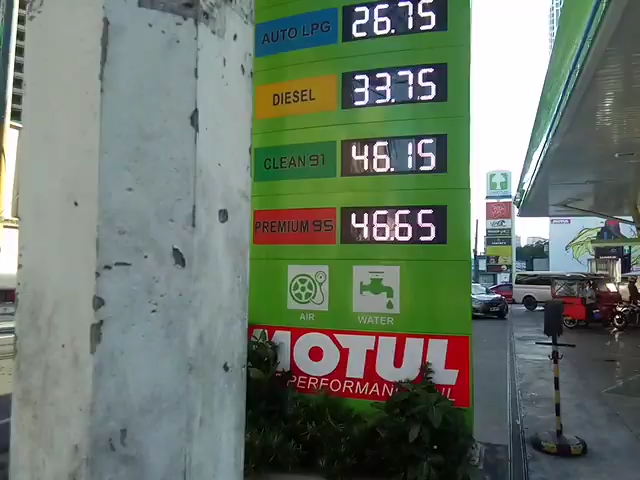 AUTO LPG 26.75
DIESEL 33.75
CLEAN 91 46.15
PREMIUM 95 46.65
AIR WATER
MOTUL
PERFORMAN IL